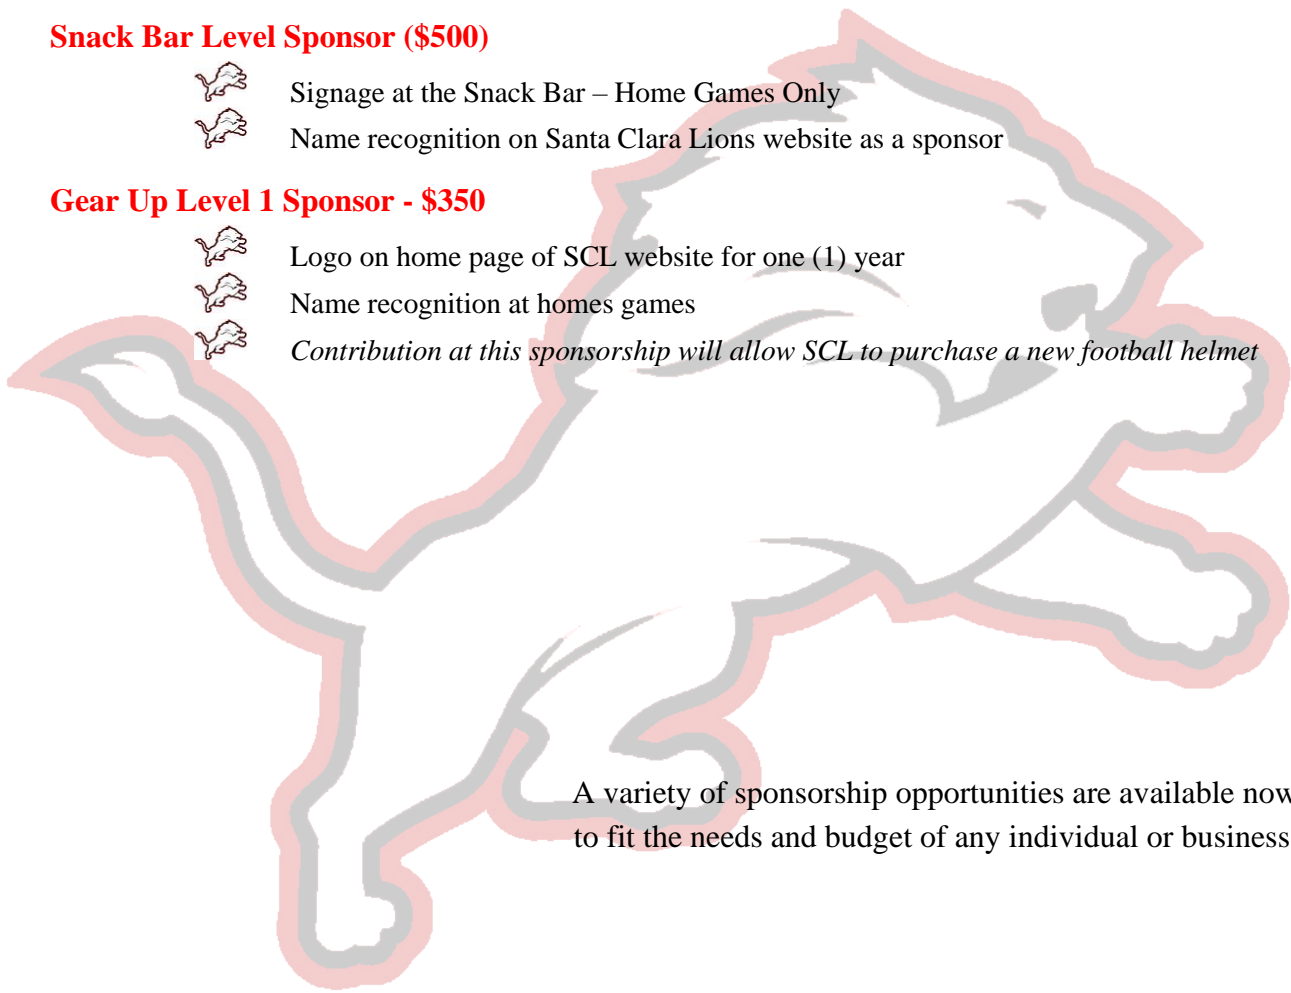 Snack Bar Level Sponsor ($500)
Signage at the Snack Bar – Home Games Only
Name recognition on Santa Clara Lions website as a sponsor
Gear Up Level 1 Sponsor - $350
Logo on home page of SCL website for one (1) year
Name recognition at homes games
Contribution at this sponsorship will allow SCL to purchase a new football helmet
A variety of sponsorship opportunities are available now
to fit the needs and budget of any individual or business